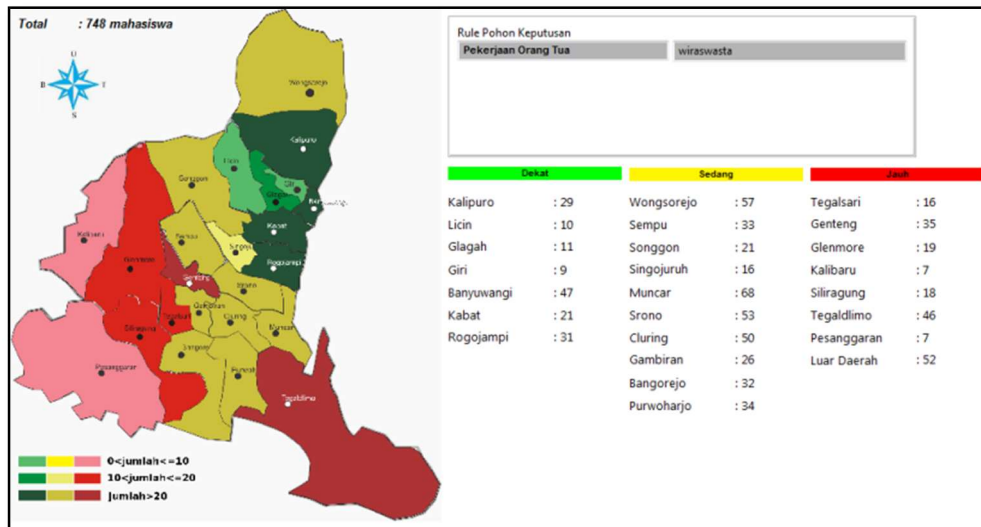 Total : 748 mahasiswa
U
B T
S
Wongsorejo
Kalipuro
Licin
Giri
Songgon
Kabat
Singojuruh
Rogojampi
Sempu
Kalibaru
Glenmore
Genteng
Srono
Gambiran
Cluring
Muncar
Tegalsari
Siliragung
Bangorejo
Purwoharjo
Pesanggaran
Tegaldlimo
0<jumlah<=10
10<jumlah<=20
Jumlah>20
Rule Pohon Keputusan
Pekerjaan Orang Tua wiraswasta
Dekat Sedang Jauh
Kalipuro : 29 Wongsorejo : 57 Tegalsari : 16
Licin : 10 Sempu : 33 Genteng : 35
Glagah : 11 Songgon : 21 Glenmore : 19
Giri : 9 Singojuruh : 16 Kalibaru : 7
Banyuwangi : 47 Muncar : 68 Siliragung : 18
Kabat : 21 Srono : 53 Tegaldlimo : 46
Rogojampi : 31 Cluring : 50 Pesanggaran : 7
Gambiran : 26 Luar Daerah : 52
Bangorejo : 32
Purwoharjo : 34